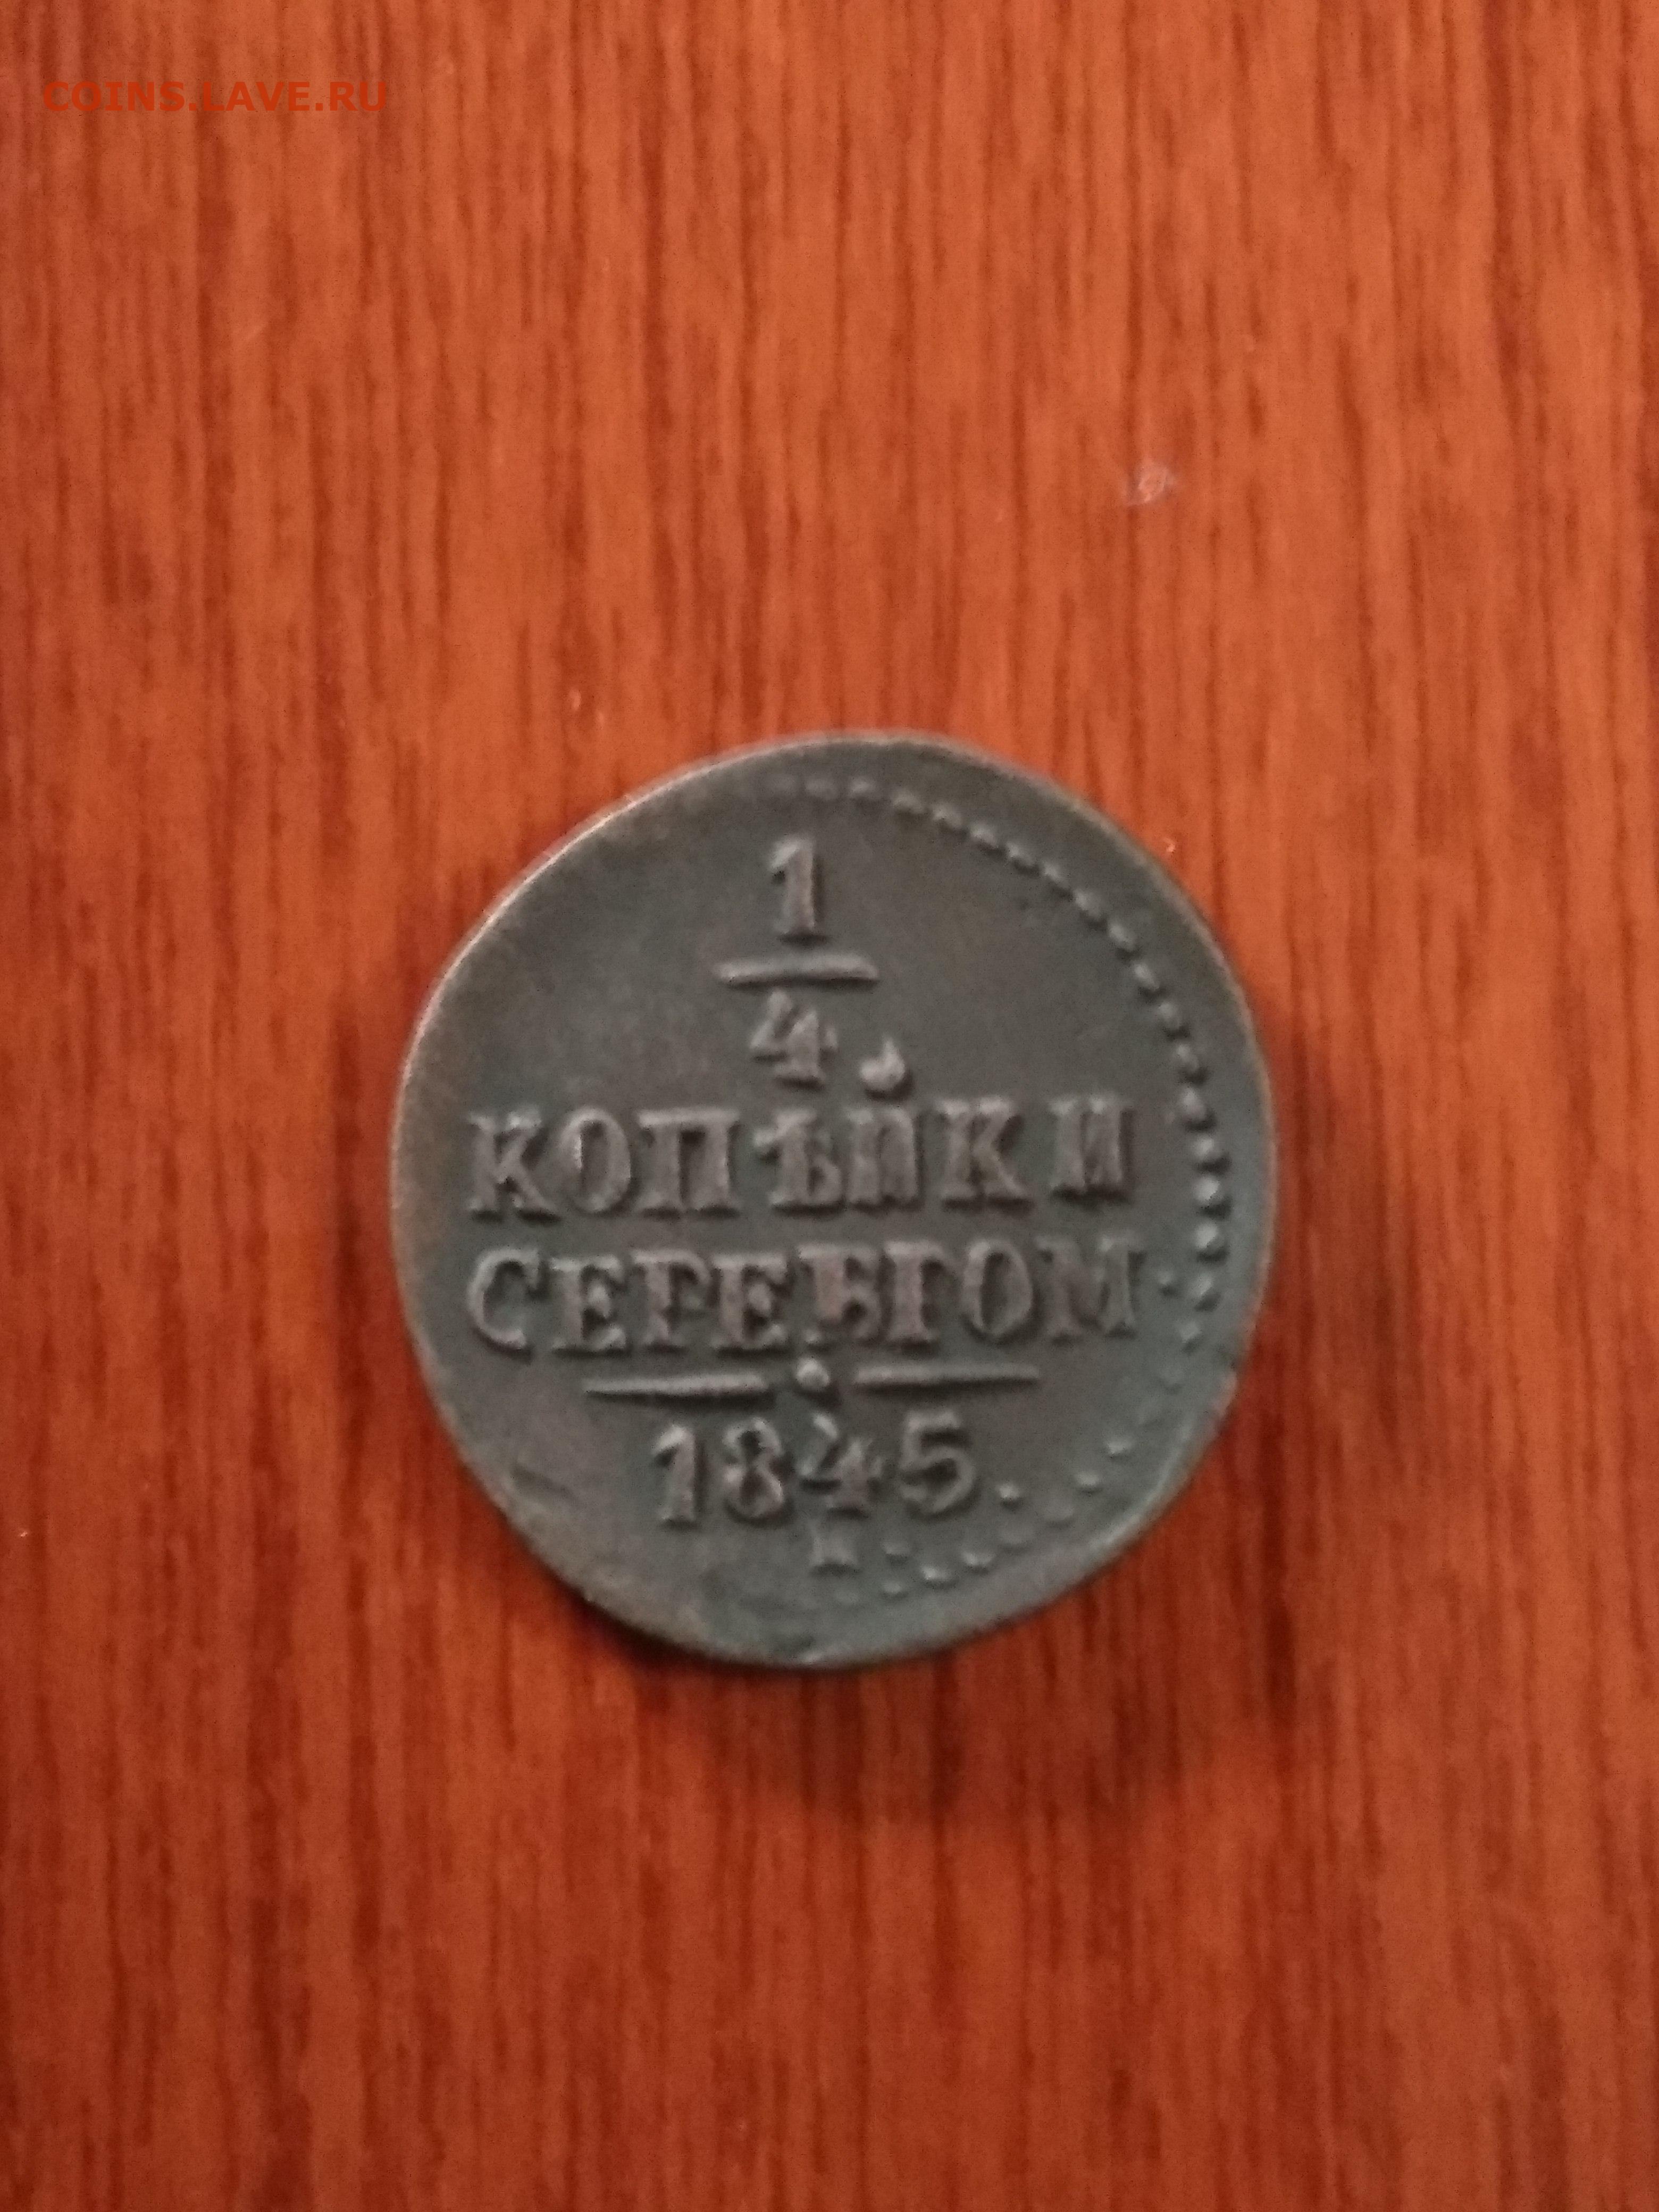 COINS.LAVE.RU
1
4.
КОПѢЙКИ
СЕРЕБРОМ
1845.